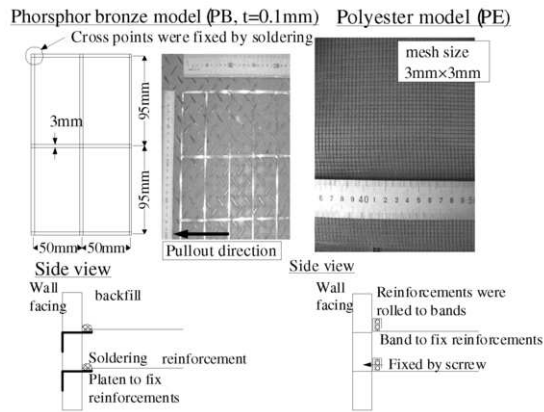 Phorsphor bronze model (PB, t=0.1mm)
Polyester model (PE)
Cross points were fixed by soldering
mesh size
3mm×3mm
3mm
95mm
95mm
50mm
50mm
Pullout direction
Side view
Wall
facing
backfill
Soldering
reinforcement
Platen to fix
reinforcements
Side view
Wall
facing
Reinforcements were
rolled to bands
Band to fix reinforcements
Fixed by screw